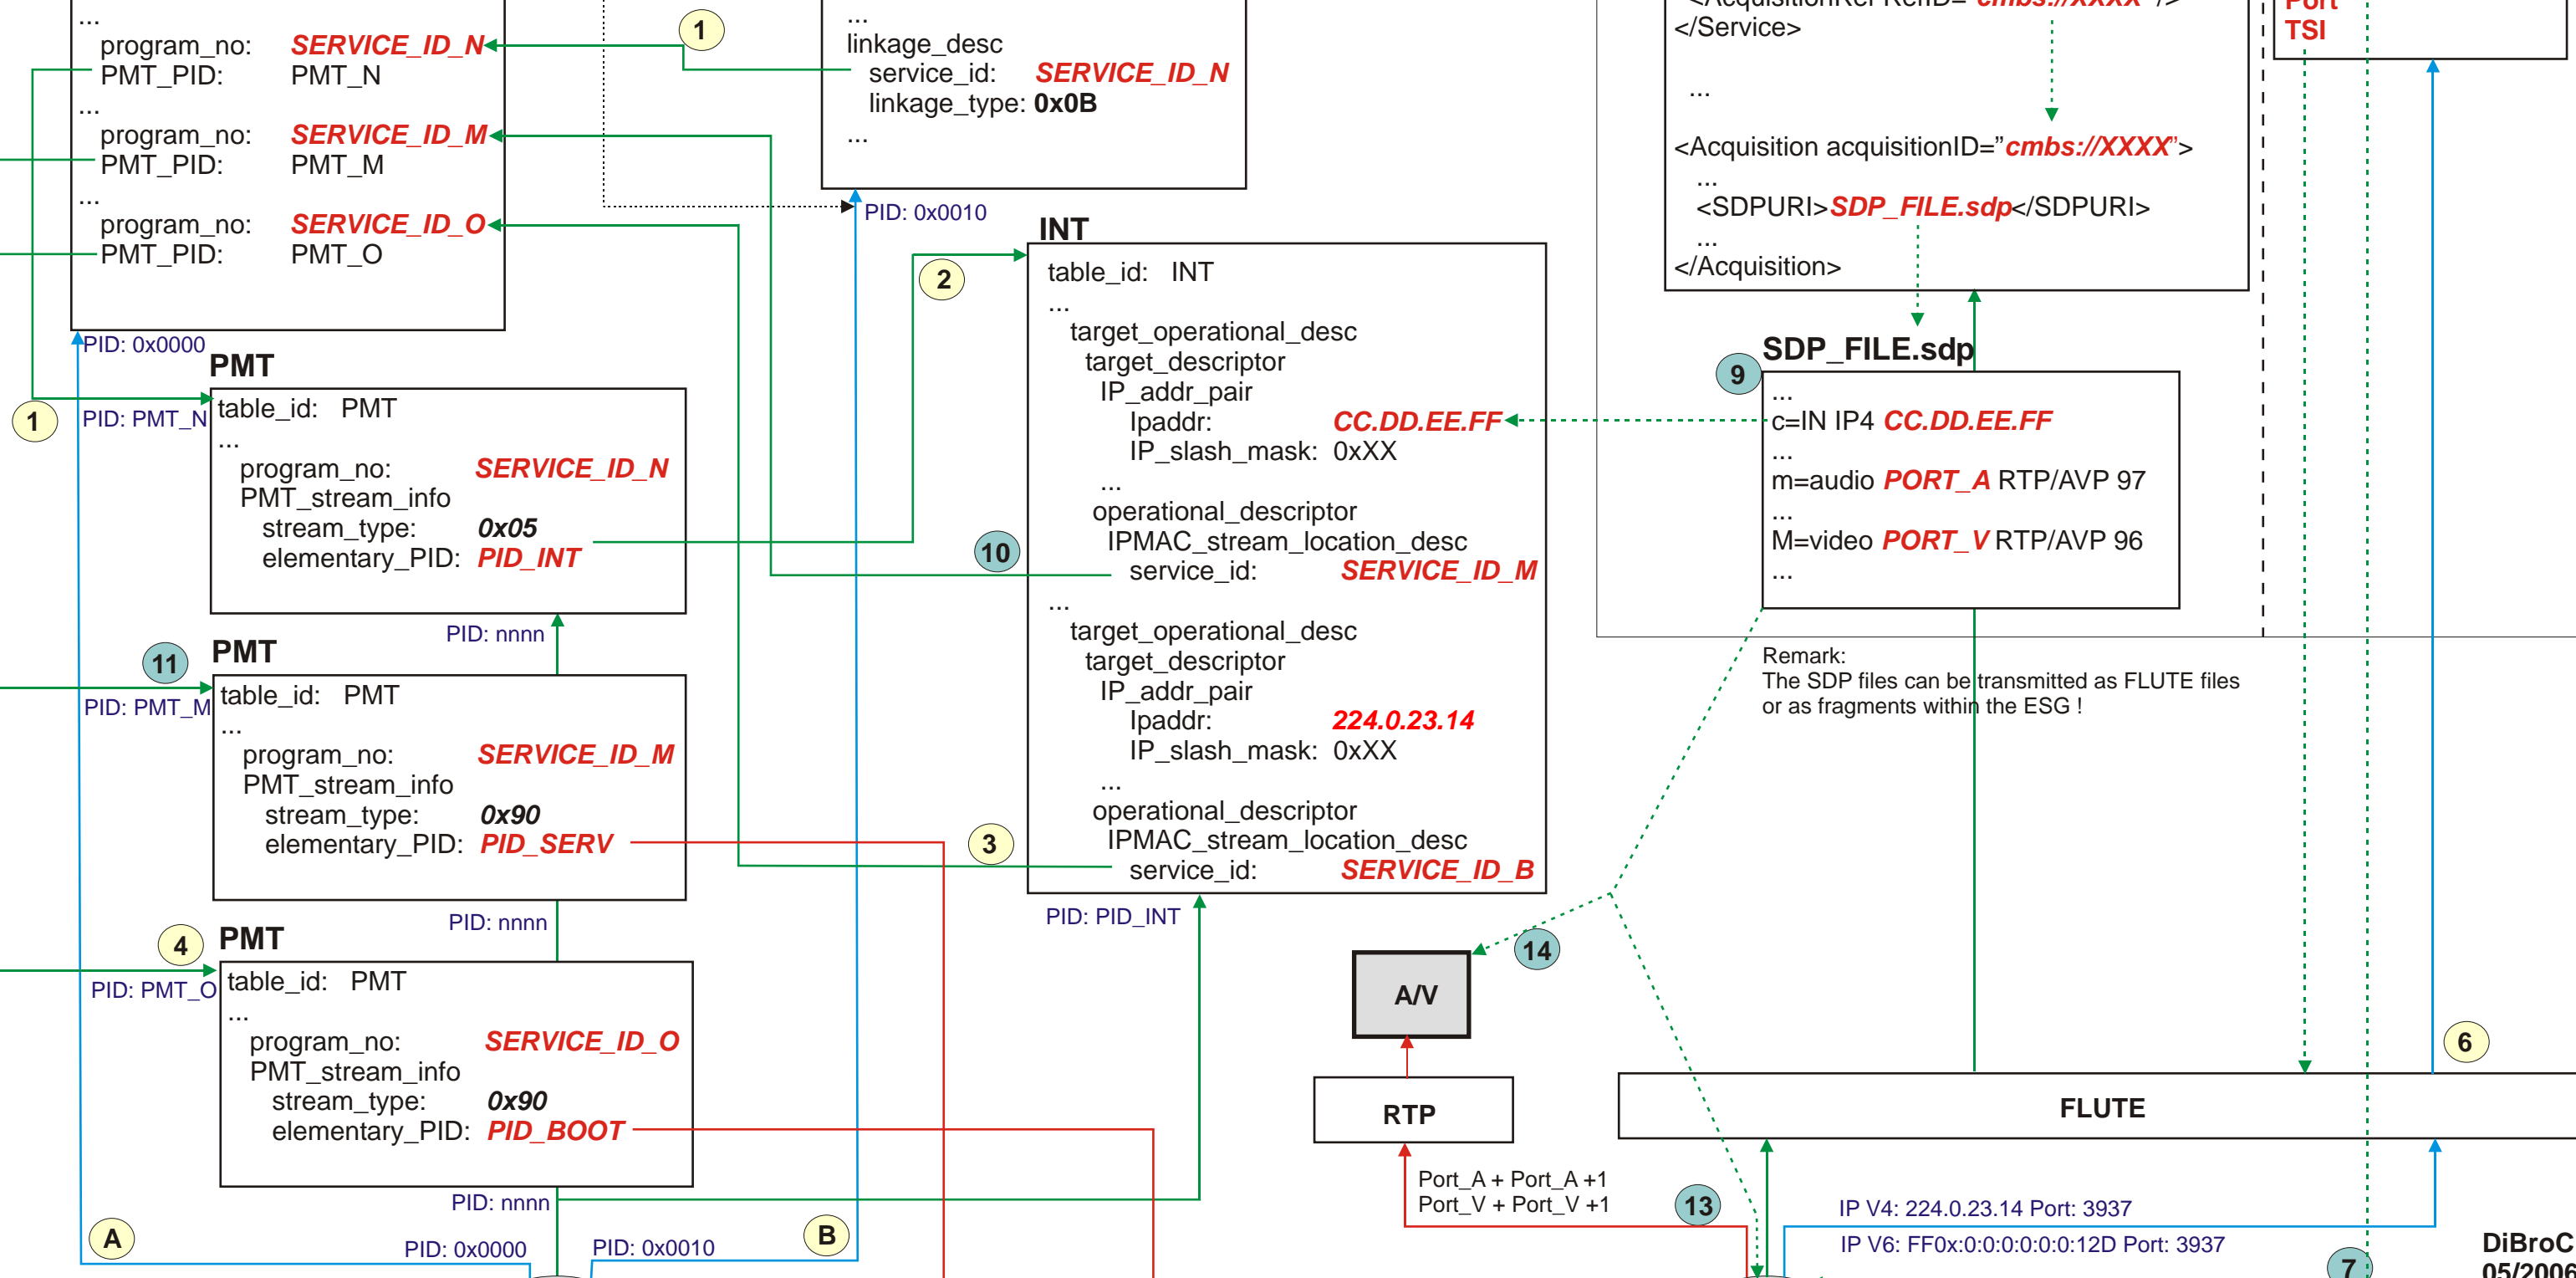 ...
program_no: SERVICE_ID_N
PMT_PID: PMT_N
...
program_no: SERVICE_ID_M
PMT_PID: PMT_M
...
program_no: SERVICE_ID_O
PMT_PID: PMT_O
PID: 0x0000
1
...
linkage_desc
service_id: SERVICE_ID_N
linkage_type: 0x0B
...
PID: 0x0010
<AcquisitionRef RefID="cmbs://XXXX" />
</Service>
...
<Acquisition acquisitionID="cmbs://XXXX">
...
<SDPURI>SDP_FILE.sdp</SDPURI>
...
</Acquisition>
Port
TSI
PMT
1
PID: PMT_N
table_id: PMT
...
program_no: SERVICE_ID_N
PMT_stream_info
stream_type: 0x05
elementary_PID: PID_INT
PID: nnnn
11
PMT
PID: PMT_M
table_id: PMT
...
program_no: SERVICE_ID_M
PMT_stream_info
stream_type: 0x90
elementary_PID: PID_SERV
PID: nnnn
4
PMT
PID: PMT_O
table_id: PMT
...
program_no: SERVICE_ID_O
PMT_stream_info
stream_type: 0x90
elementary_PID: PID_BOOT
PID: nnnn
A
PID: 0x0000
PID: 0x0010
B
INT
2
table_id: INT
...
target_operational_desc
target_descriptor
IP_addr_pair
Ipaddr: CC.DD.EE.FF
IP_slash_mask: 0xXX
...
operational_descriptor
IPMAC_stream_location_desc
10
service_id: SERVICE_ID_M
...
target_operational_desc
target_descriptor
IP_addr_pair
Ipaddr: 224.0.23.14
IP_slash_mask: 0xXX
...
operational_descriptor
IPMAC_stream_location_desc
3
service_id: SERVICE_ID_B
PID: PID_INT
SDP_FILE.sdp
9
...
c=IN IP4 CC.DD.EE.FF
...
m=audio PORT_A RTP/AVP 97
...
M=video PORT_V RTP/AVP 96
...
Remark:
The SDP files can be transmitted as FLUTE files
or as fragments within the ESG !
14
A/V
RTP
Port_A + Port_A +1
Port_V + Port_V +1
13
6
FLUTE
IP V4: 224.0.23.14 Port: 3937
IP V6: FF0x:0:0:0:0:0:0:12D Port: 3937
7
DiBroC
05/2006